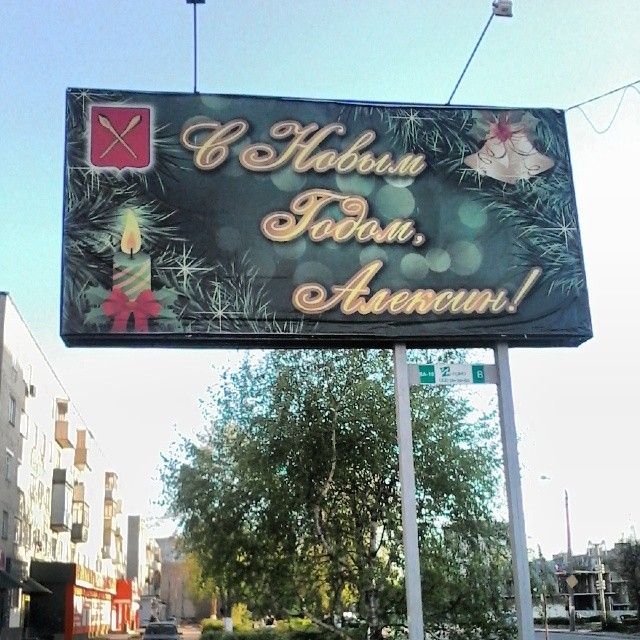 С Новым
Годом,
Алексин!
В